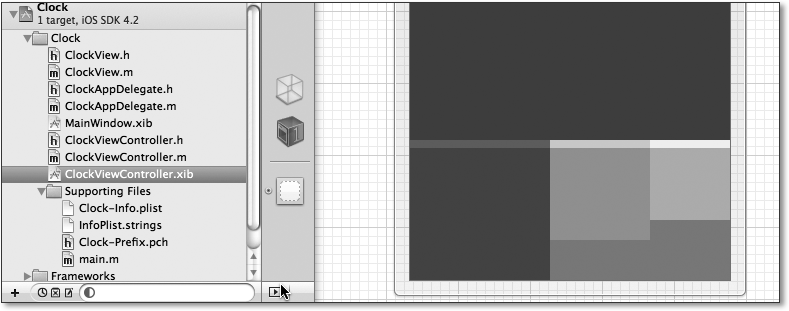 Clock
1 target, iOS SDK 4.2
Clock
ClockView.h
ClockView.m
ClockAppDelegate.h
ClockAppDelegate.m
MainWindow.xib
ClockViewController.h
ClockViewController.m
ClockViewController.xib
Supporting Files
Clock-Info.plist
InfoPlist.strings
Clock-Prefix.pch
main.m
Frameworks